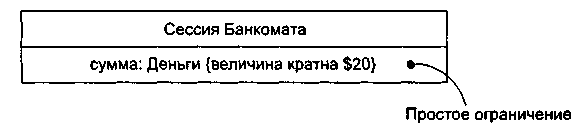 Сессия Банкомата
сумма: Деньги {величина кратна $20}
Простое ограничение